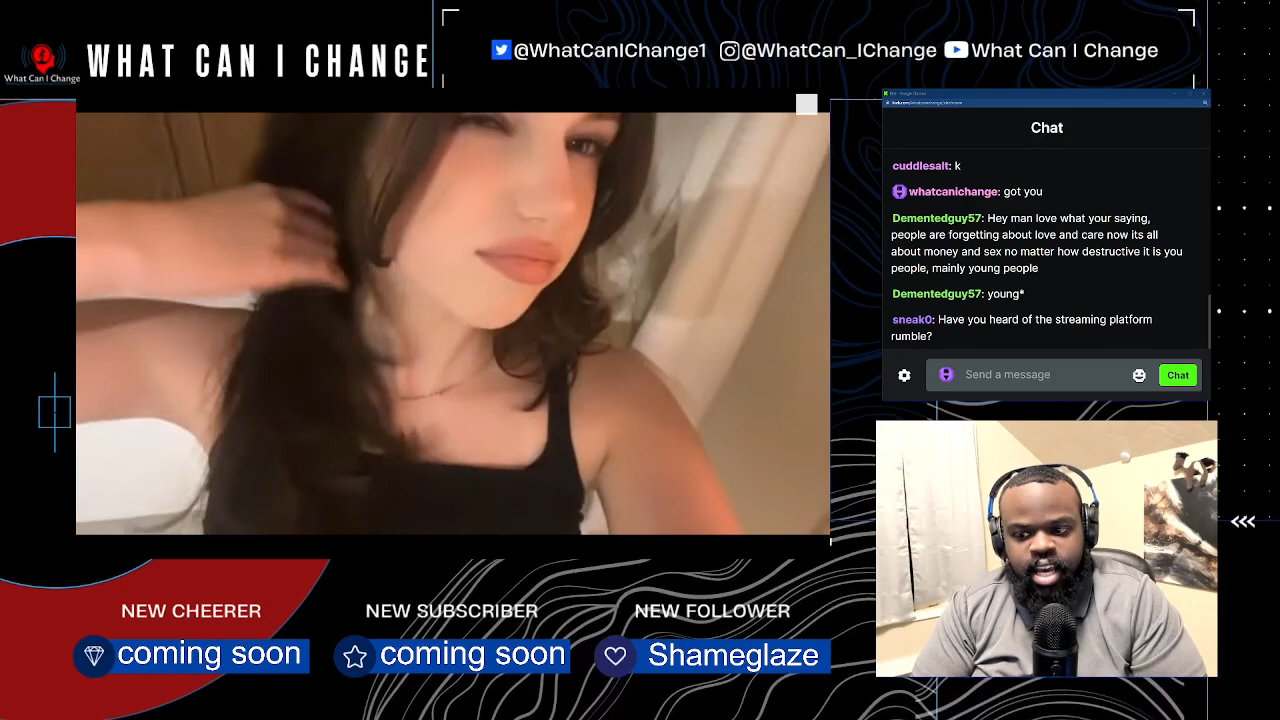 WHAT CAN I CHANGE
What Can I Change
@WhatCanIChange1
@WhatCan_IChange
What Can I Change
Chat
cuddlesalt: k
whatcanichange: got you
Dementedguy57: Hey man love what your saying,
people are forgetting about love and care now its all
about money and sex no matter how destructive it is you
people, mainly young people
Dementedguy57: young*
sneak0: Have you heard of the streaming platform
rumble?
Send a message
Chat
NEW CHEERER
NEW SUBSCRIBER
NEW FOLLOWER
coming soon
coming soon
Shameglaze